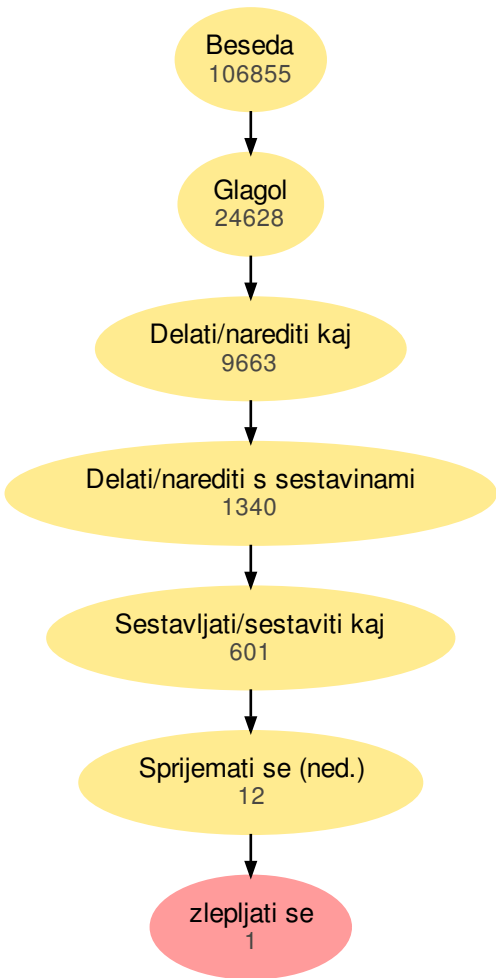 Beseda
106855
Glagol
24628
Delati/narediti kaj
9663
Delati/narediti s sestavinami
1340
Sestavljati/sestaviti kaj
601
Sprijemati se (ned.)
12
zlepljati se
1